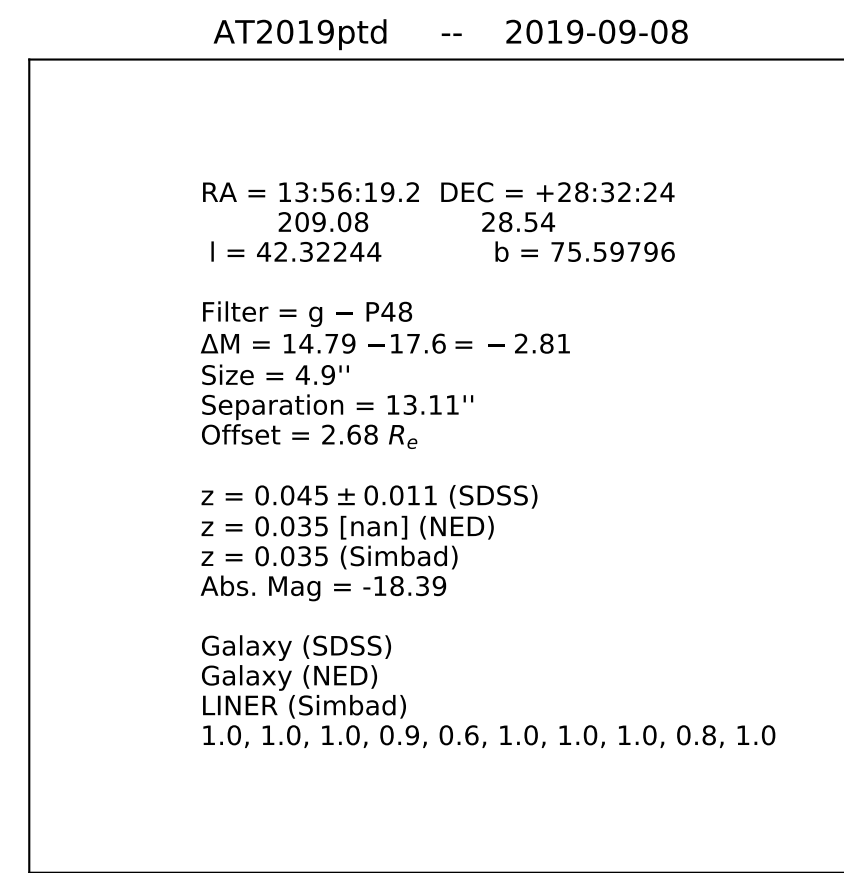 AT2019ptd -- 2019-09-08
RA = 13:56:19.2 DEC = +28:32:24
209.08 28.54
l = 42.32244 b = 75.59796
Filter = g − P48
ΔM = 14.79 −17.6 = − 2.81
Size = 4.9''
Separation = 13.11''
Offset = 2.68 Rₑ
z = 0.045 ± 0.011 (SDSS)
z = 0.035 [nan] (NED)
z = 0.035 (Simbad)
Abs. Mag = -18.39
Galaxy (SDSS)
Galaxy (NED)
LINER (Simbad)
1.0, 1.0, 1.0, 0.9, 0.6, 1.0, 1.0, 1.0, 0.8, 1.0